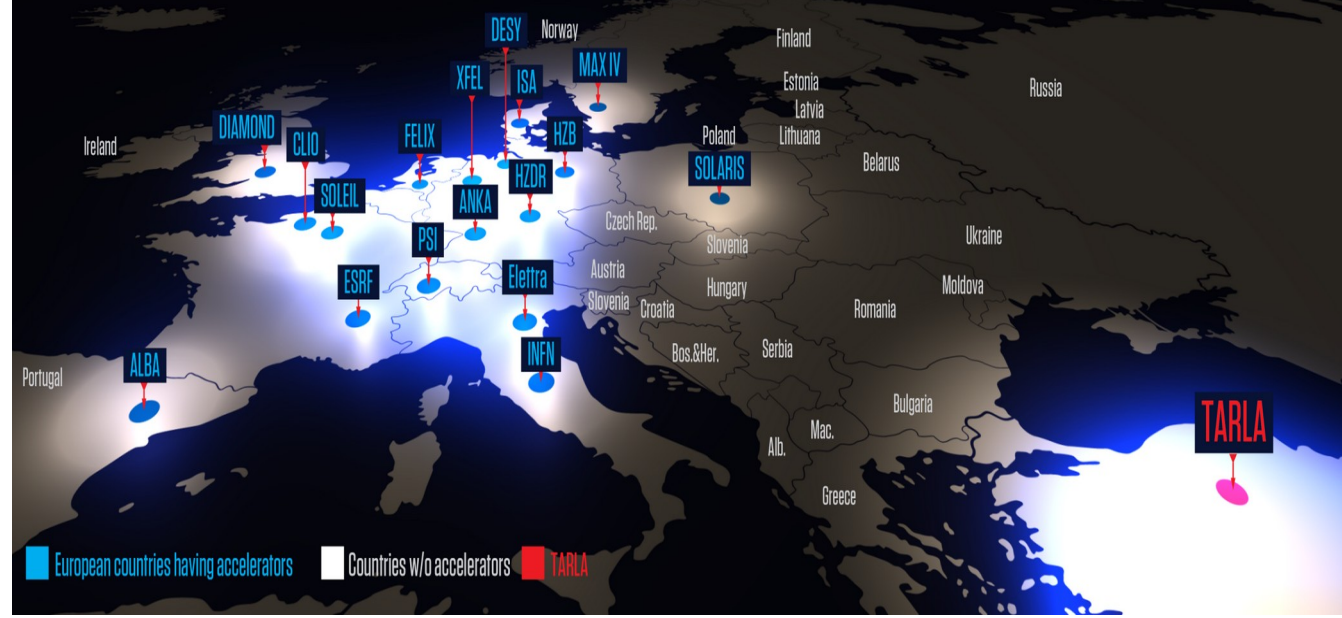 DESY
Norway
Finland
XFEL
ISA
MAX IV
Estonia
Russia
Latvia
DIAMOND
CLIO
FELIX
HZB
Poland
Lithuana
Ireland
SOLARIS
Belarus
SOLEIL
ANKA
HZDR
Czech Rep.
PSI
Slovenia
Ukraine
ESRF
Elettra
Austria
Hungary
Moldova
Slovenia
Croatia
Romania
ALBA
INFN
Bos.&Her.
Serbia
Portugal
Bulgaria
TARLA
Mac.
Alb.
Greece
European countries having accelerators
Countries w/o accelerators
TARLA